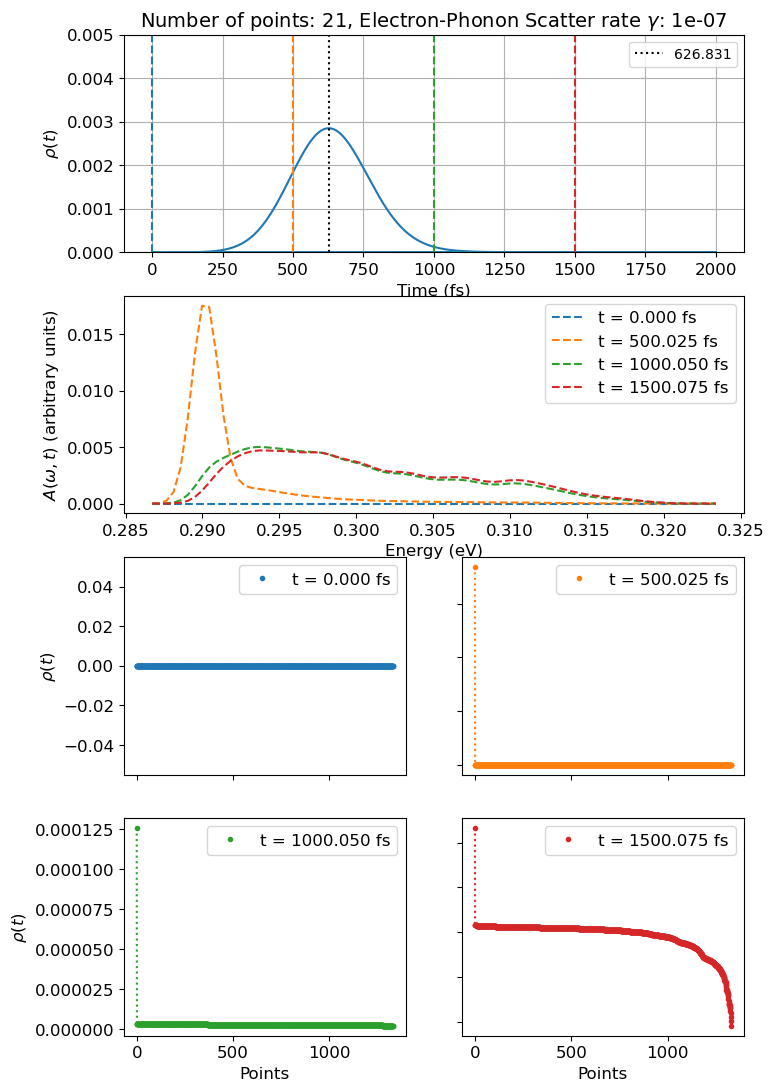 Number of points: 21, Electron-Phonon Scatter rate γ: 1e-07
0.005
0.004
0.003
0.002
0.001
0.000
ρ(t)
626.831
0 250 500 750 1000 1250 1500 1750 2000
Time (fs)
0.015
0.010
0.005
0.000
A(ω, t) (arbitrary units)
t = 0.000 fs
t = 500.025 fs
t = 1000.050 fs
t = 1500.075 fs
0.285 0.290 0.295 0.300 0.305 0.310 0.315 0.320 0.325
Energy (eV)
0.04
0.02
0.00
−0.02
−0.04
ρ(t)
t = 0.000 fs
t = 500.025 fs
0.000125
0.000100
0.000075
0.000050
0.000025
0.000000
ρ(t)
t = 1000.050 fs
0 500 1000
Points
t = 1500.075 fs
0 500 1000
Points